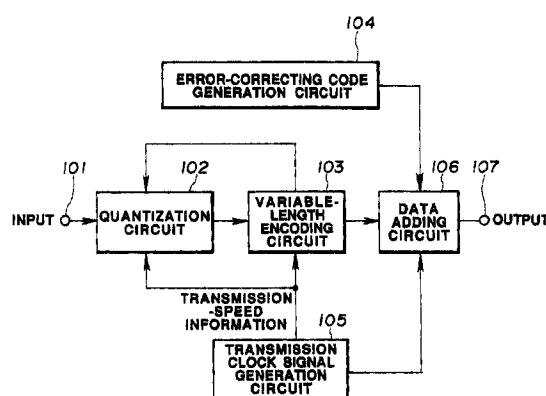 104
ERROR-CORRECTING CODE
GENERATION CIRCUIT
101
102
103
106
107
INPUT
QUANTIZATION
CIRCUIT
VARIABLE-
LENGTH
ENCODING
CIRCUIT
DATA
ADDING
CIRCUIT
OUTPUT
TRANSMISSION
-SPEED
INFORMATION
105
TRANSMISSION
CLOCK SIGNAL
GENERATION
CIRCUIT